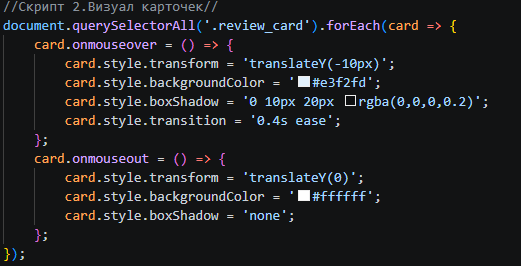 //Скрипт 2.Визуал карточек//
document.querySelectorAll('.review_card').forEach(card => {
    card.onmouseover = () => {
        card.style.transform = 'translateY(-10px)';
        card.style.backgroundColor = '#e3f2fd';
        card.style.boxShadow = '0 10px 20px rgba(0,0,0,0.2)';
        card.style.transition = '0.4s ease';
    };
    card.onmouseout = () => {
        card.style.transform = 'translateY(0)';
        card.style.backgroundColor = '#ffffff';
        card.style.boxShadow = 'none';
    };
});